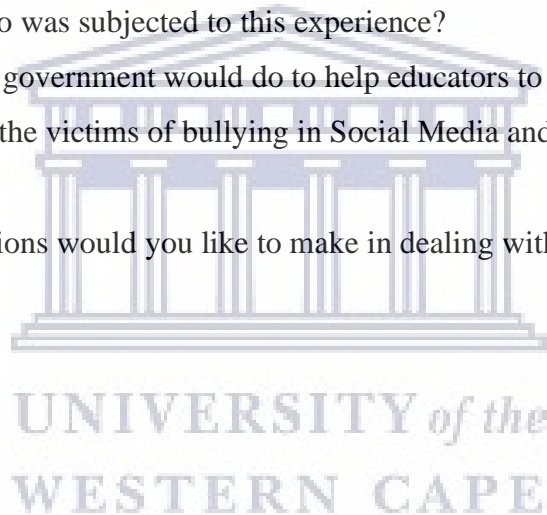 o was subjected to this experience?
government would do to help educators to
the victims of bullying in Social Media and
ions would you like to make in dealing with
UNIVERSITY of the
WESTERN CAPE